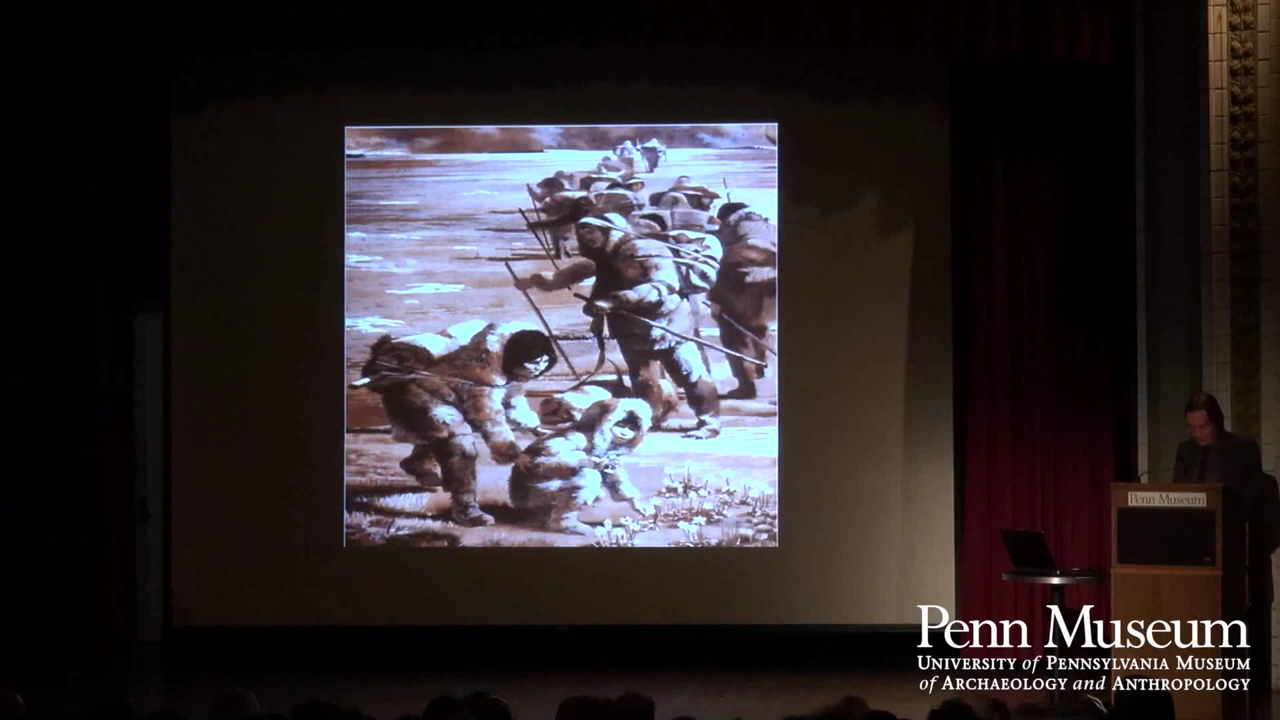 Penn Museum
Penn Museum
UNIVERSITY of PENNSYLVANIA MUSEUM
of ARCHAEOLOGY and ANTHROPOLOGY